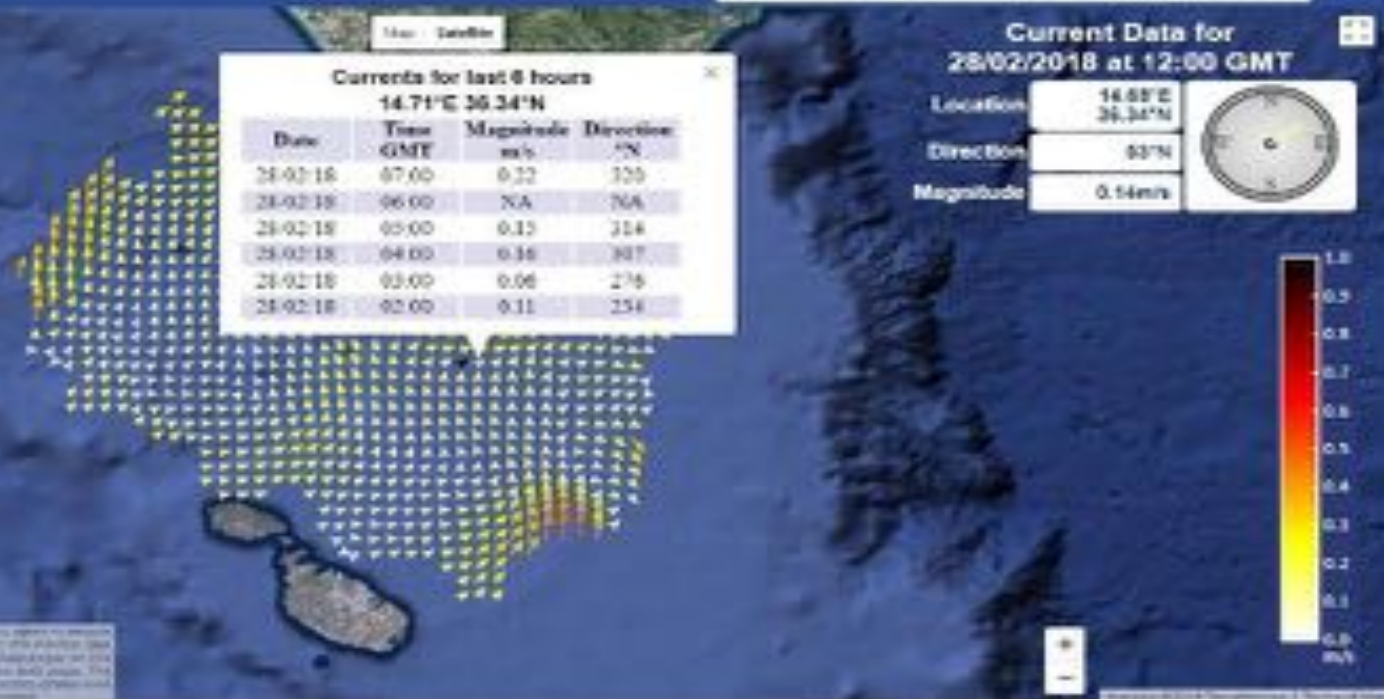 Map Satellite
Currents for last 6 hours
14.71°E 36.34°N
Date Time GMT Magnitude m/s Direction °N
28/02/18 07:00 0.22 320
28/02/18 06:00 NA NA
28/02/18 05:00 0.15 314
28/02/18 04:00 0.16 307
28/02/18 03:00 0.06 276
28/02/18 02:00 0.11 254
Current Data for
28/02/2018 at 12:00 GMT
Location
36.34°N
Direction
Magnitude 0.14m/s
1.0
0.9
0.8
0.7
0.6
0.5
0.4
0.3
0.2
0.1
0.0
m/s
+
−